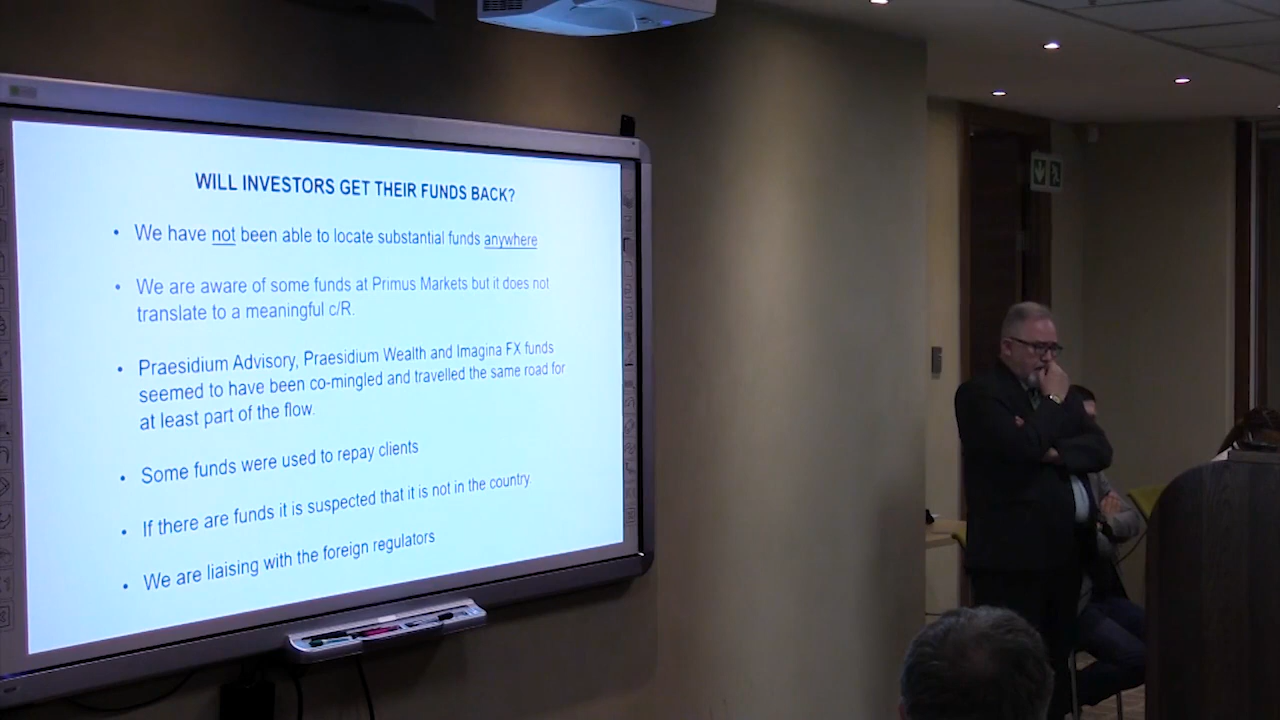 WILL INVESTORS GET THEIR FUNDS BACK?
• We have not been able to locate substantial funds anywhere
• We are aware of some funds at Primus Markets but it does not
translate to a meaningful c/R.
• Praesidium Advisory, Praesidium Wealth and Imagina FX funds
seemed to have been co-mingled and travelled the same road for
at least part of the flow.
• Some funds were used to repay clients
• If there are funds it is suspected that it is not in the country
• We are liaising with the foreign regulators